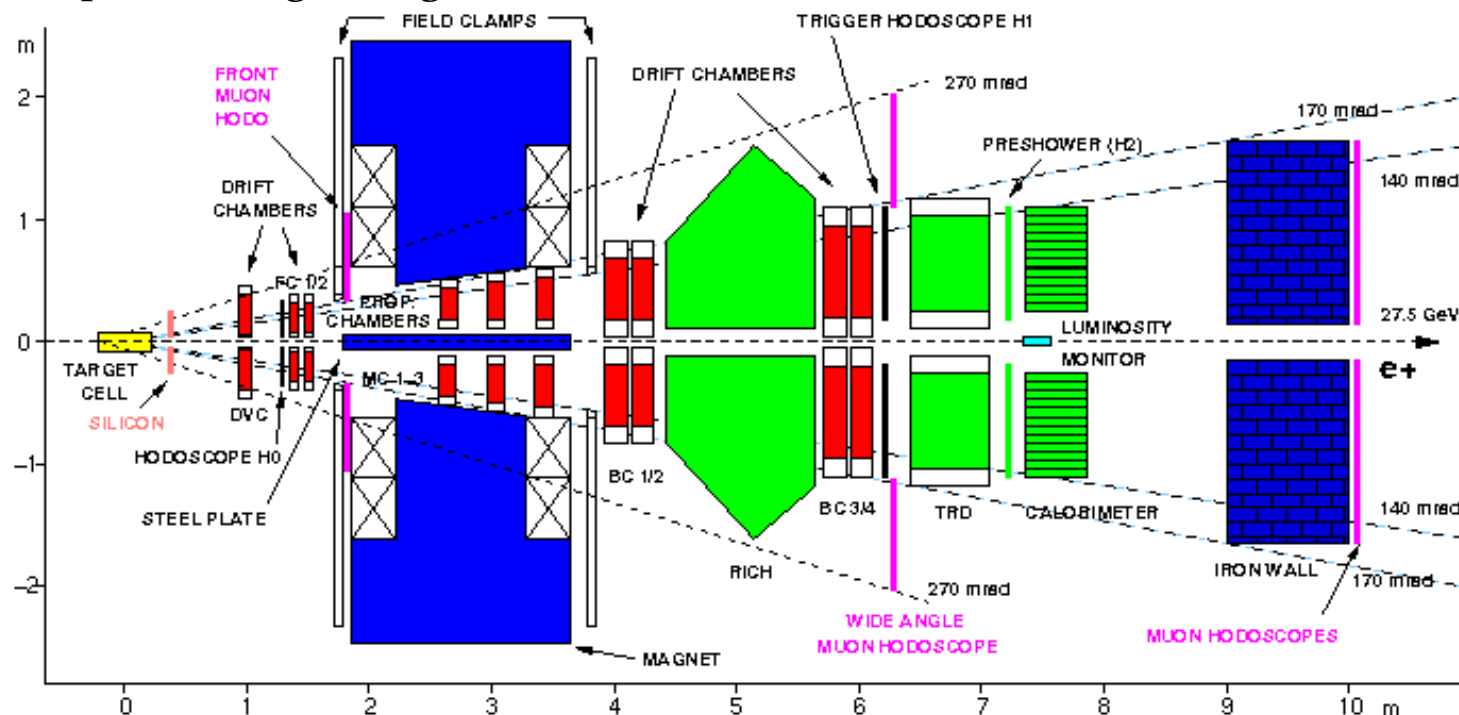 FIELD CLAMPS
TRIGGER HODOSCOPE H1
m
FRONT
MUON
HODO
DRIFT CHAMBERS
270 mrad
170 mrad
2
PRESHOWER (H2)
DRIFT
CHAMBERS
140 mrad
1
FC 1/2
PROP.
CHAMBERS
27.5 GeV
0
LUMINOSITY
MONITOR
e+
TARGET
CELL
MC 1-3
SILICON
DVC
HODOSCOPE H0
-1
BC 1/2
STEEL PLATE
BC 3/4
TRD
CALORIMETER
140 mrad
RICH
IRON WALL
170 mrad
-2
270 mrad
WIDE ANGLE
MUON HODOSCOPE
MUON HODOSCOPES
MAGNET
0 1 2 3 4 5 6 7 8 9 10 m